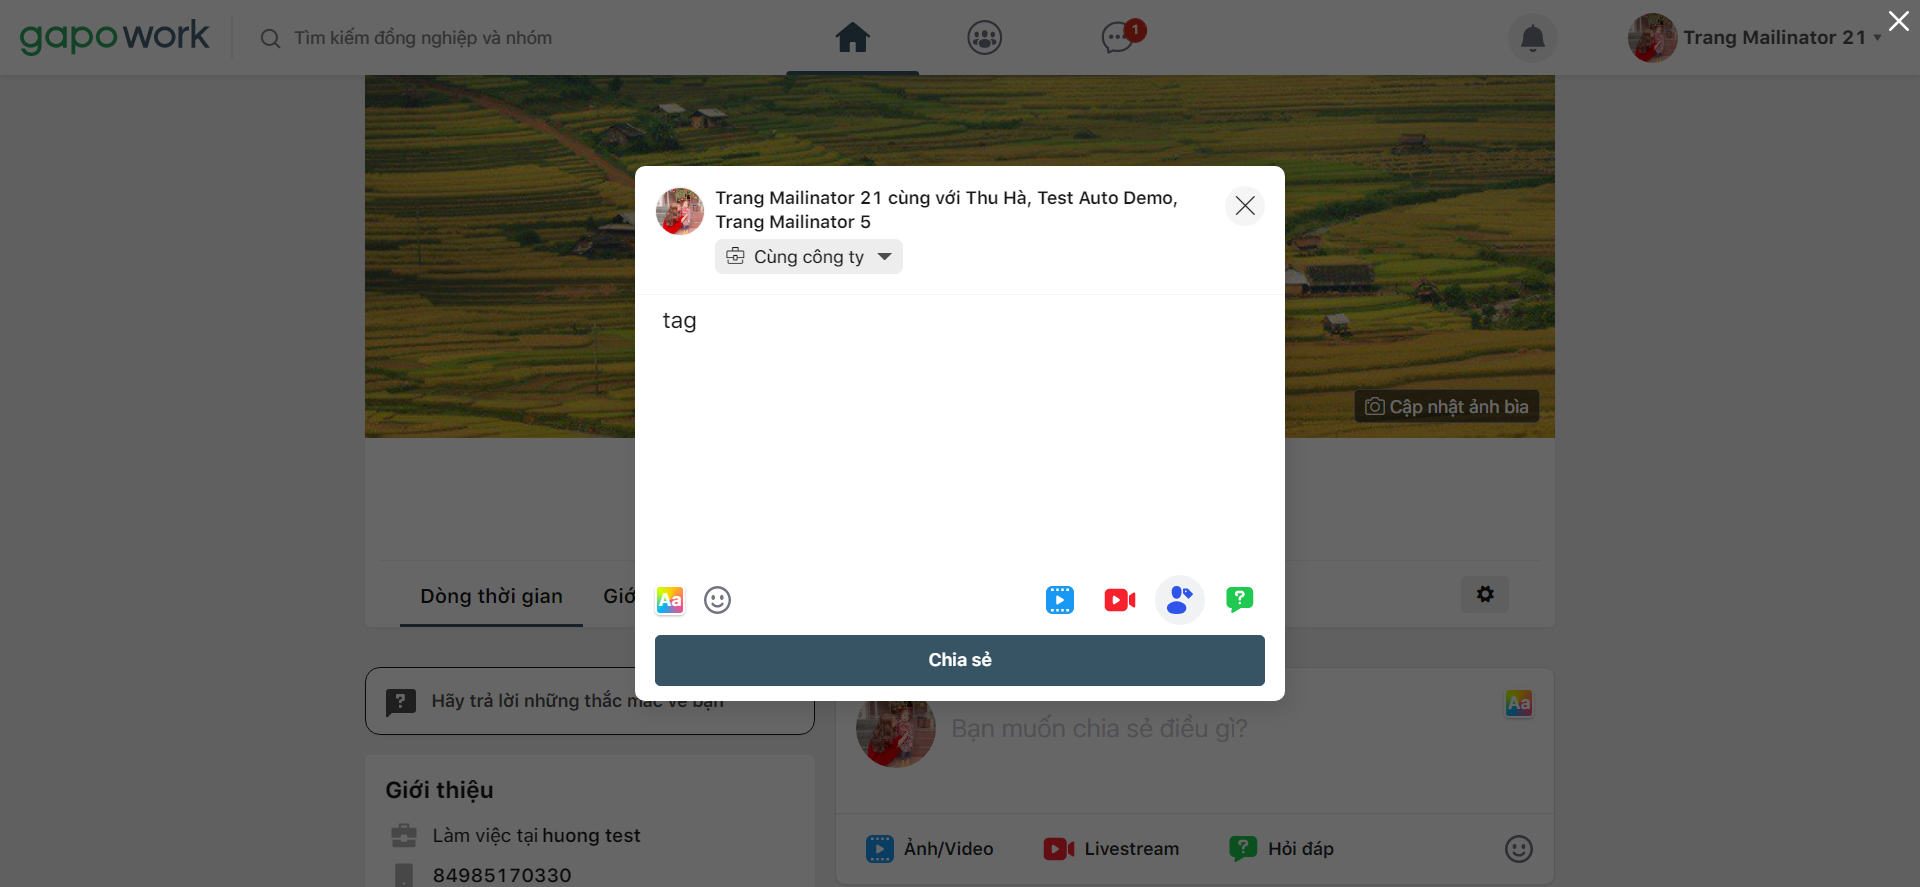 gapowork
Tìm kiếm đồng nghiệp và nhóm
1
Trang Mailinator 21
Trang Mailinator 21 cùng với Thu Hà, Test Auto Demo,
Trang Mailinator 5
Cùng công ty
tag
Cập nhật ảnh bìa
Aa
?
Chia sẻ
Dòng thời gian
Giớ
?
Hãy trả lời những thắc mắc về bạn
Aa
Bạn muốn chia sẻ điều gì?
Giới thiệu
Làm việc tại huong test
84985170330
Ảnh/Video
Livestream
?
Hỏi đáp